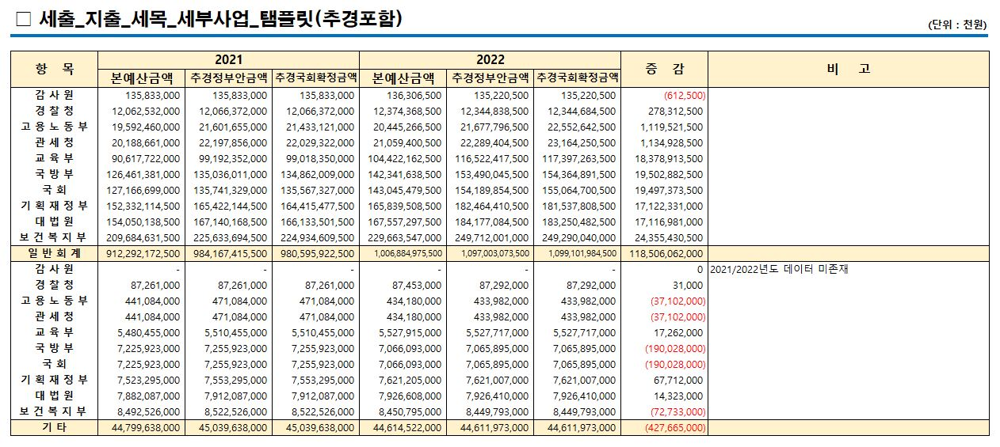 □ 세출_지출_세목_세부사업_탬플릿(추경포함)
(단위 : 천원)
항 목 2021 2022 증 감 비 고
본예산금액 추경정부안금액 추경국회확정금액 본예산금액 추경정부안금액 추경국회확정금액
감 사 원 135,833,000 135,833,000 135,833,000 136,306,500 135,220,500 135,220,500 (612,500)
경 찰 청 12,062,532,000 12,066,372,000 12,066,372,000 12,374,368,500 12,344,838,500 12,344,684,500 278,312,500
고 용 노 동 부 19,592,460,000 21,601,655,000 21,433,121,000 20,445,266,500 21,677,796,500 22,552,642,500 1,119,521,500
관 세 청 20,188,661,000 22,197,856,000 22,029,322,000 21,059,400,500 22,289,404,500 23,164,250,500 1,134,928,500
교 육 부 90,617,722,000 99,192,352,000 99,018,350,000 104,422,162,500 116,522,417,500 117,397,263,500 18,378,913,500
국 방 부 126,461,381,000 135,036,011,000 134,862,009,000 142,341,638,500 153,490,045,500 154,364,891,500 19,502,882,500
국 회 127,166,699,000 135,741,329,000 135,567,327,000 143,045,479,500 154,189,854,500 155,064,700,500 19,497,373,500
기 획 재 정 부 152,332,114,500 165,422,144,500 164,415,477,500 165,839,508,500 182,464,410,500 181,537,808,500 17,122,331,000
대 법 원 154,050,138,500 167,140,168,500 166,133,501,500 167,557,297,500 184,177,084,500 183,250,482,500 17,116,981,000
보 건 복 지 부 209,684,631,500 225,633,694,500 224,934,609,500 229,663,547,000 249,712,001,000 249,290,040,000 24,355,430,500
일 반 회 계 912,292,172,500 984,167,415,500 980,595,922,500 1,006,884,975,500 1,097,003,073,500 1,099,101,984,500 118,506,062,000
감 사 원 - - - - - - 0 2021/2022년도 데이터 미존재
경 찰 청 87,261,000 87,261,000 87,261,000 87,453,000 87,292,000 87,292,000 31,000
고 용 노 동 부 441,084,000 471,084,000 471,084,000 434,180,000 433,982,000 433,982,000 (37,102,000)
관 세 청 441,084,000 471,084,000 471,084,000 434,180,000 433,982,000 433,982,000 (37,102,000)
교 육 부 5,480,455,000 5,510,455,000 5,510,455,000 5,527,915,000 5,527,717,000 5,527,717,000 17,262,000
국 방 부 7,225,923,000 7,255,923,000 7,255,923,000 7,066,093,000 7,065,895,000 7,065,895,000 (190,028,000)
국 회 7,225,923,000 7,255,923,000 7,255,923,000 7,066,093,000 7,065,895,000 7,065,895,000 (190,028,000)
기 획 재 정 부 7,523,295,000 7,553,295,000 7,553,295,000 7,621,205,000 7,621,007,000 7,621,007,000 67,712,000
대 법 원 7,882,087,000 7,912,087,000 7,912,087,000 7,926,608,000 7,926,410,000 7,926,410,000 14,323,000
보 건 복 지 부 8,492,526,000 8,522,526,000 8,522,526,000 8,450,795,000 8,449,793,000 8,449,793,000 (72,733,000)
기 타 44,799,638,000 45,039,638,000 45,039,638,000 44,614,522,000 44,611,973,000 44,611,973,000 (427,665,000)